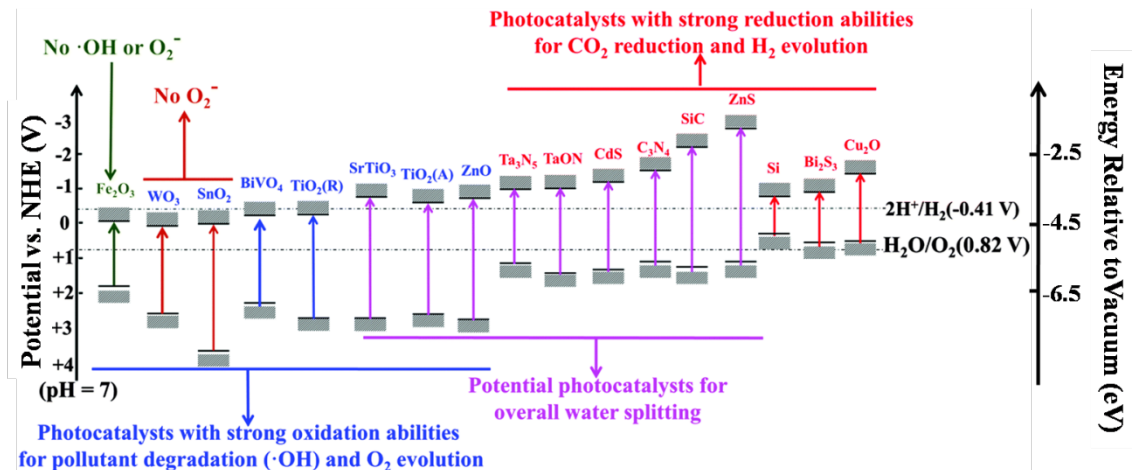 Photocatalysts with strong reduction abilities
for CO₂ reduction and H₂ evolution
No ·OH or O₂⁻
No O₂⁻
Potential vs. NHE (V)
-3
-2
-1
0
+1
+2
+3
+4
(pH = 7)
Fe₂O₃
WO₃
SnO₂
BiVO₄
TiO₂(R)
SrTiO₃
TiO₂(A)
ZnO
Ta₃N₅
TaON
CdS
C₃N₄
SiC
ZnS
Si
Bi₂S₃
Cu₂O
2H⁺/H₂(-0.41 V)
H₂O/O₂(0.82 V)
-2.5
-4.5
-6.5
Energy Relative toVacuum (eV)
Potential photocatalysts for
overall water splitting
Photocatalysts with strong oxidation abilities
for pollutant degradation (·OH) and O₂ evolution